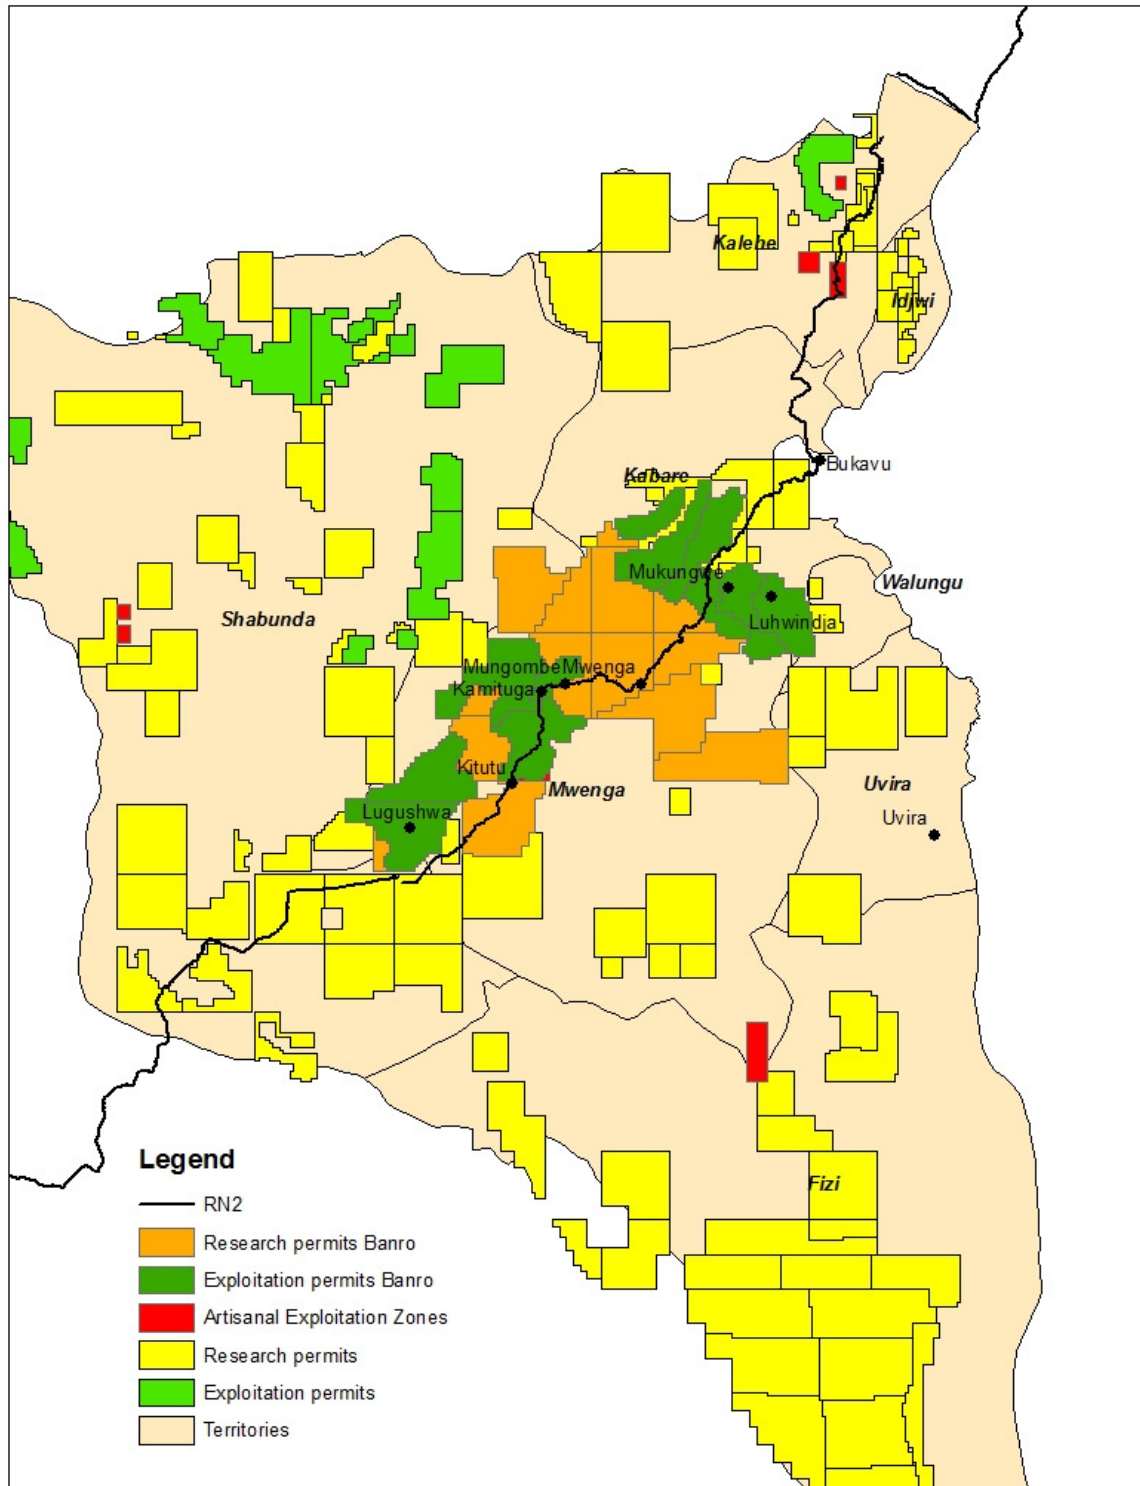 Kalehe
Idjwi
Bukavu
Kabare
Mukungwe
Walungu
Luhwindja
Shabunda
Mungombe
Mwenga
Kamituga
Kitutu
Mwenga
Uvira
Uvira
Lugushwa
Fizi
Legend
RN2
Research permits Banro
Exploitation permits Banro
Artisanal Exploitation Zones
Research permits
Exploitation permits
Territories